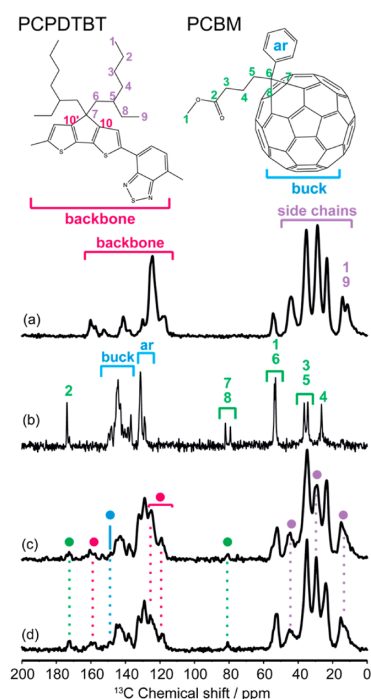 PCPDTBT
PCBM
1
2
3
4
5
6
7
8
9
10'
10
S
S
N
N
S
ar
1
2
3
4
5
6
7
8
O
O
backbone
buck
backbone
side chains
1
9
(a)
2
buck
ar
7
8
1
6
3
5
4
(b)
(c)
(d)
200 180 160 140 120 100 80 60 40 20 0
¹³C Chemical shift / ppm